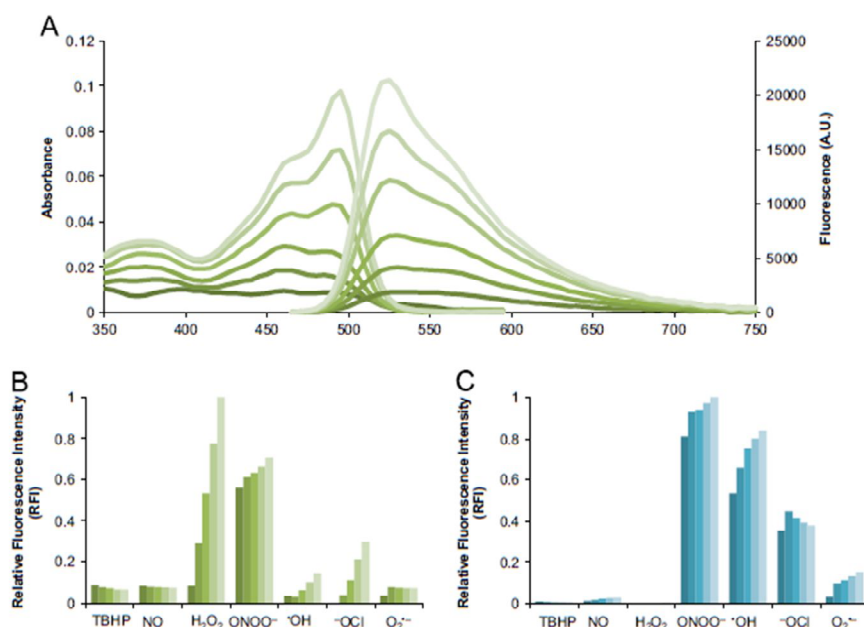 A
0.12
0.1
0.08
0.06
0.04
0.02
0
Absorbance
25000
20000
15000
10000
5000
0
Fluorescence (A.U.)
350 400 450 500 550 600 650 700 750
B
Relative Fluorescence Intensity
(RFI)
1
0.8
0.6
0.4
0.2
0
TBHP NO H₂O₂ ONOO⁻ •OH ⁻OCl O₂•⁻
C
Relative Fluorescence Intensity
(RFI)
1
0.8
0.6
0.4
0.2
0
TBHP NO H₂O₂ ONOO⁻ •OH ⁻OCl O₂•⁻